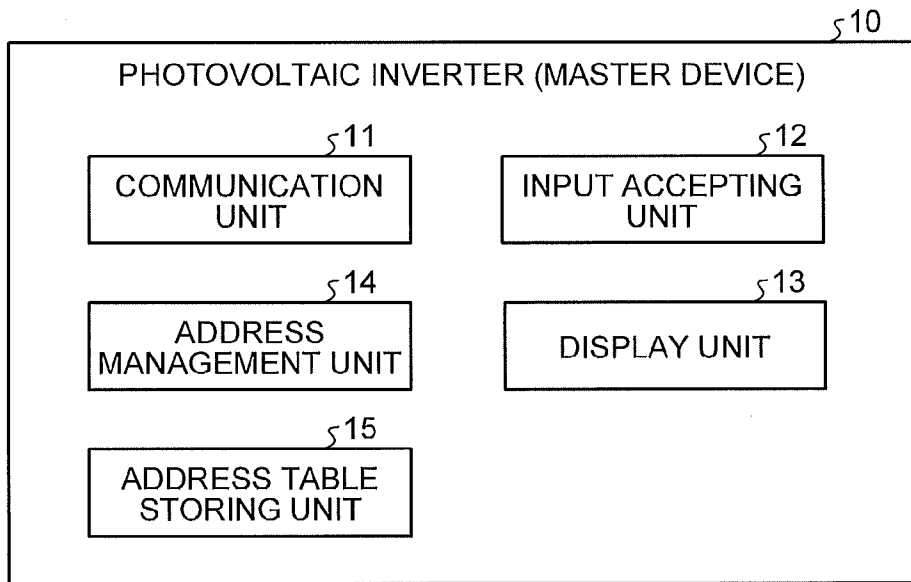 10
PHOTOVOLTAIC INVERTER (MASTER DEVICE)
11
COMMUNICATION
UNIT
12
INPUT ACCEPTING
UNIT
14
ADDRESS
MANAGEMENT UNIT
13
DISPLAY UNIT
15
ADDRESS TABLE
STORING UNIT